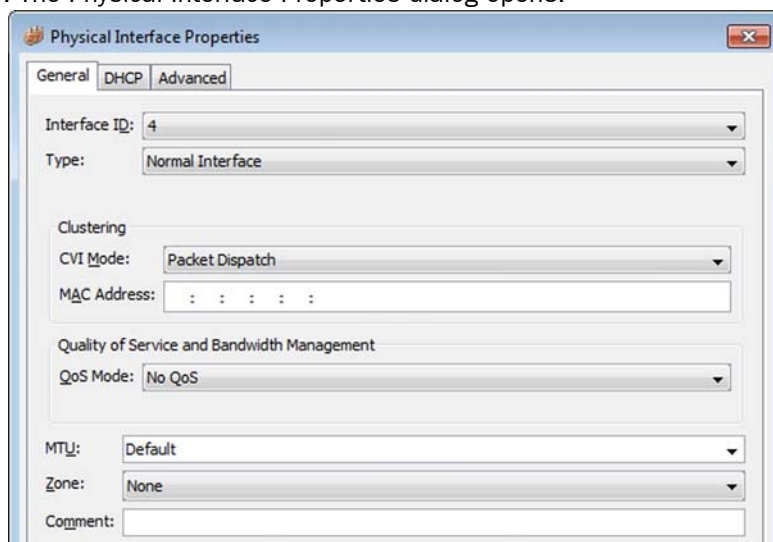 . The Physical Interface Properties dialog opens.
Physical Interface Properties
General DHCP Advanced
Interface ID: 4
Type: Normal Interface
Clustering
CVI Mode: Packet Dispatch
MAC Address: : : : : :
Quality of Service and Bandwidth Management
QoS Mode: No QoS
MTU: Default
Zone: None
Comment: